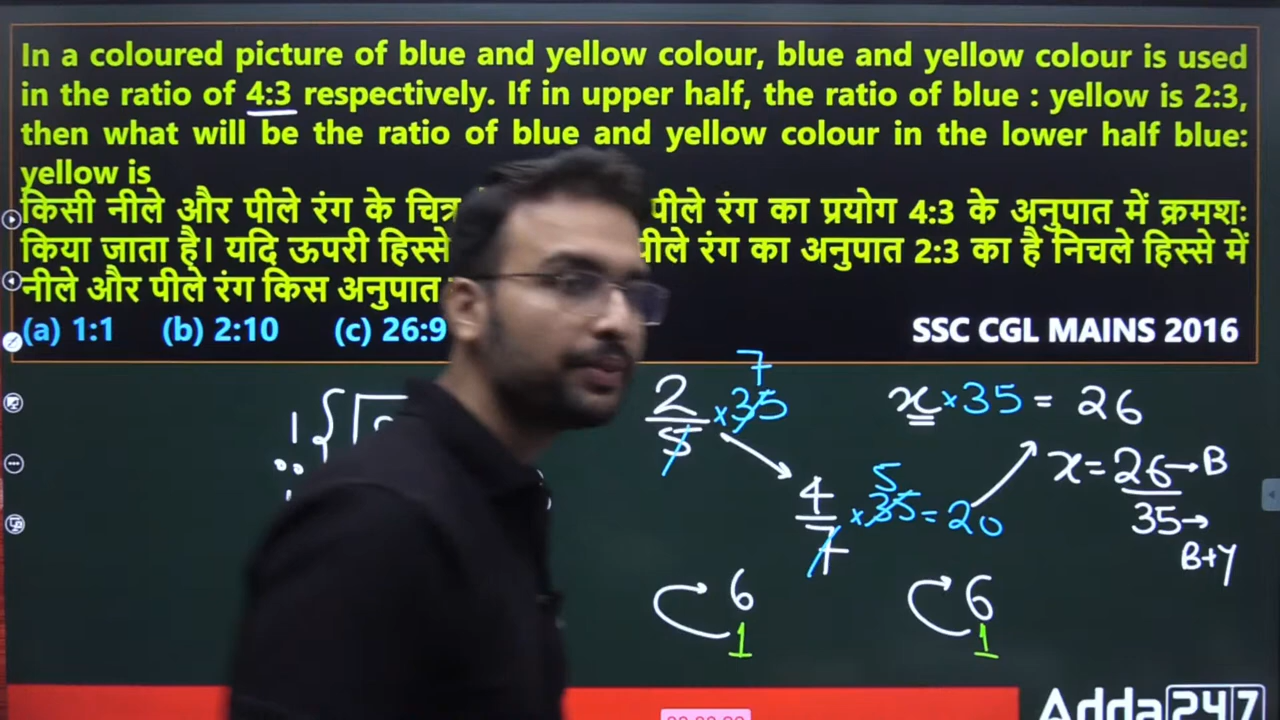 In a coloured picture of blue and yellow colour, blue and yellow colour is used
in the ratio of 4:3 respectively. If in upper half, the ratio of blue : yellow is 2:3,
then what will be the ratio of blue and yellow colour in the lower half blue:
yellow is
किसी नीले और पीले रंग के चित्र पीले रंग का प्रयोग 4:3 के अनुपात में क्रमशः
किया जाता है। यदि ऊपरी हिस्से पीले रंग का अनुपात 2:3 का है निचले हिस्से में
नीले और पीले रंग किस अनुपात
(a) 1:1 (b) 2:10 (c) 26:9 SSC CGL MAINS 2016
7
2/5 × 35 x × 35 = 26
5
4/7 × 35 = 20 x = 26/35 → B
→ B+Y
6 6
1 1
Adda247